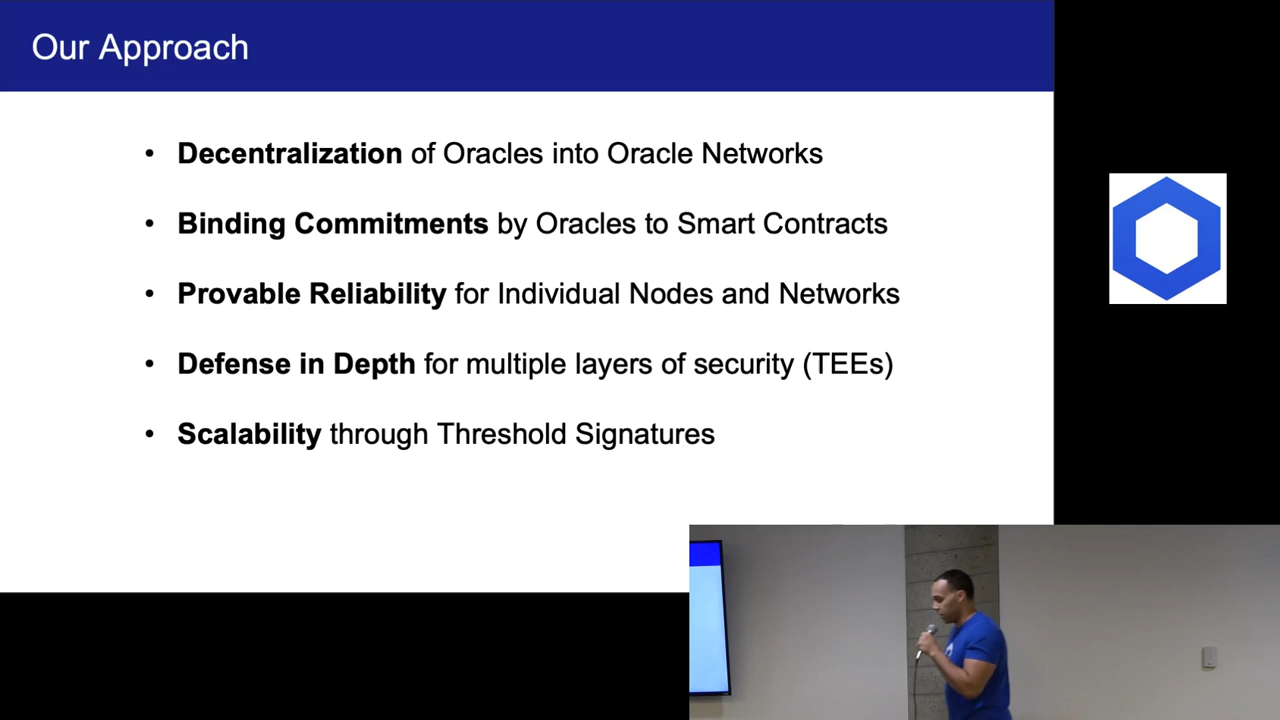 Our Approach
• Decentralization of Oracles into Oracle Networks
• Binding Commitments by Oracles to Smart Contracts
• Provable Reliability for Individual Nodes and Networks
• Defense in Depth for multiple layers of security (TEEs)
• Scalability through Threshold Signatures